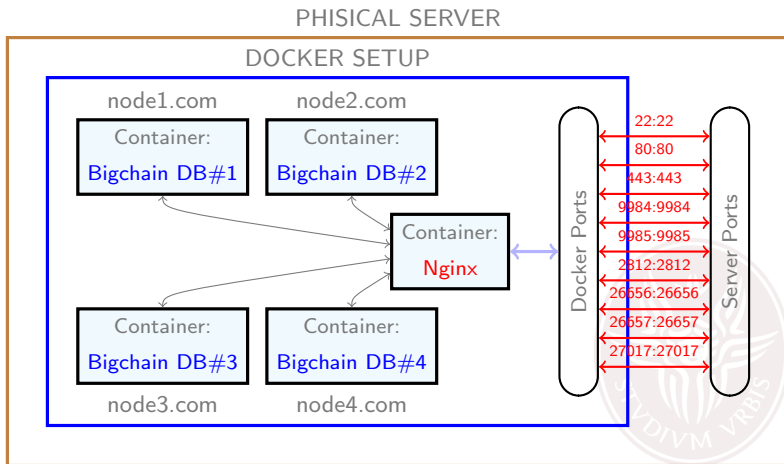 PHISICAL SERVER
DOCKER SETUP
node1.com
node2.com
Container:
Bigchain DB#1
Container:
Bigchain DB#2
Container:
Nginx
Container:
Bigchain DB#3
Container:
Bigchain DB#4
node3.com
node4.com
Docker Ports
22:22
80:80
443:443
9984:9984
9985:9985
2812:2812
26656:26656
26657:26657
27017:27017
Server Ports
STVDIVM VRBIS